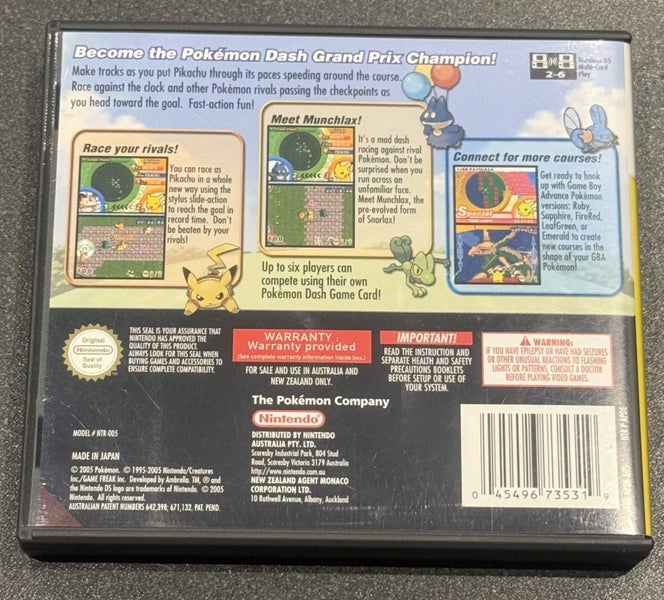 Become the Pokémon Dash Grand Prix Champion!
Make tracks as you put Pikachu through its paces speeding around the course.
Race against the clock and other Pokémon rivals passing the checkpoints as
you head toward the goal. Fast-action fun!
2-6
Wireless DS
Multi-Card
Play
Race your rivals!
You can race as
Pikachu in a whole
new way using the
stylus slide-action
to reach the goal in
record time. Don't
be beaten by your
rivals!
Meet Munchlax!
It's a mad dash
racing against rival
Pokémon. Don't be
surprised when you
run across an
unfamiliar face.
Meet Munchlax, the
pre-evolved form
of Snorlax!
Connect for more courses!
Special
Get ready to hook
up with Game Boy
Advance Pokémon
versions: Ruby,
Sapphire, FireRed,
LeafGreen, or
Emerald to create
new courses in the
shape of your GBA
Pokémon!
Up to six players can
compete using their own
Pokémon Dash Game Card!
Original
Nintendo
Seal of
Quality
THIS SEAL IS YOUR ASSURANCE THAT
NINTENDO HAS APPROVED THE
QUALITY OF THIS PRODUCT.
ALWAYS LOOK FOR THIS SEAL WHEN
BUYING GAMES AND ACCESSORIES TO
ENSURE COMPLETE COMPATIBILITY.
WARRANTY:
Warranty provided
(See complete warranty information inside box.)
FOR SALE AND USE IN AUSTRALIA AND
NEW ZEALAND ONLY.
IMPORTANT!
READ THE INSTRUCTION AND
SEPARATE HEALTH AND SAFETY
PRECAUTIONS BOOKLETS
BEFORE SETUP OR USE OF
YOUR SYSTEM.
WARNING:
IF YOU HAVE EPILEPSY OR HAVE HAD SEIZURES
OR OTHER UNUSUAL REACTIONS TO FLASHING
LIGHTS OR PATTERNS, CONSULT A DOCTOR
BEFORE PLAYING VIDEO GAMES.
The Pokémon Company
Nintendo®
DISTRIBUTED BY NINTENDO
AUSTRALIA PTY. LTD.
Scoresby Industrial Park, 804 Stud
Road, Scoresby Victoria 3179 Australia
http://www.nintendo.com.au
NEW ZEALAND AGENT MONACO
CORPORATION LTD.
10 Rothwell Avenue, Albany, Auckland
MODEL # NTR-005
MADE IN JAPAN
© 2005 Pokémon. © 1995-2005 Nintendo/Creatures
Inc./GAME FREAK inc. Developed by Ambrella. TM, ® and
the Nintendo DS logo are trademarks of Nintendo. © 2005
Nintendo. All rights reserved.
AUSTRALIAN PATENT NUMBERS 642,398; 671,132. PAT. PEND.
0 45496 73531 9